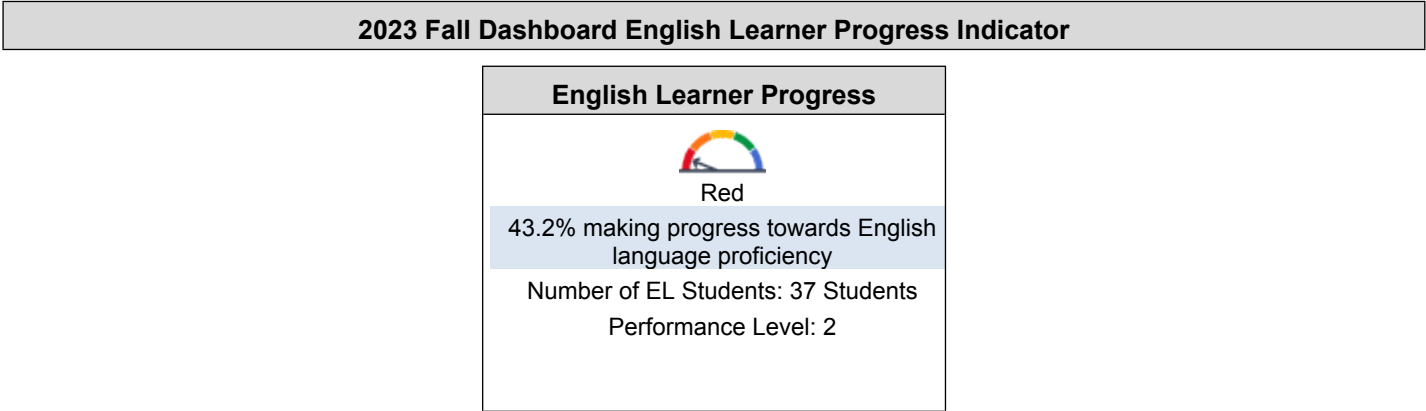 2023 Fall Dashboard English Learner Progress Indicator
English Learner Progress
Red
43.2% making progress towards English
language proficiency
Number of EL Students: 37 Students
Performance Level: 2